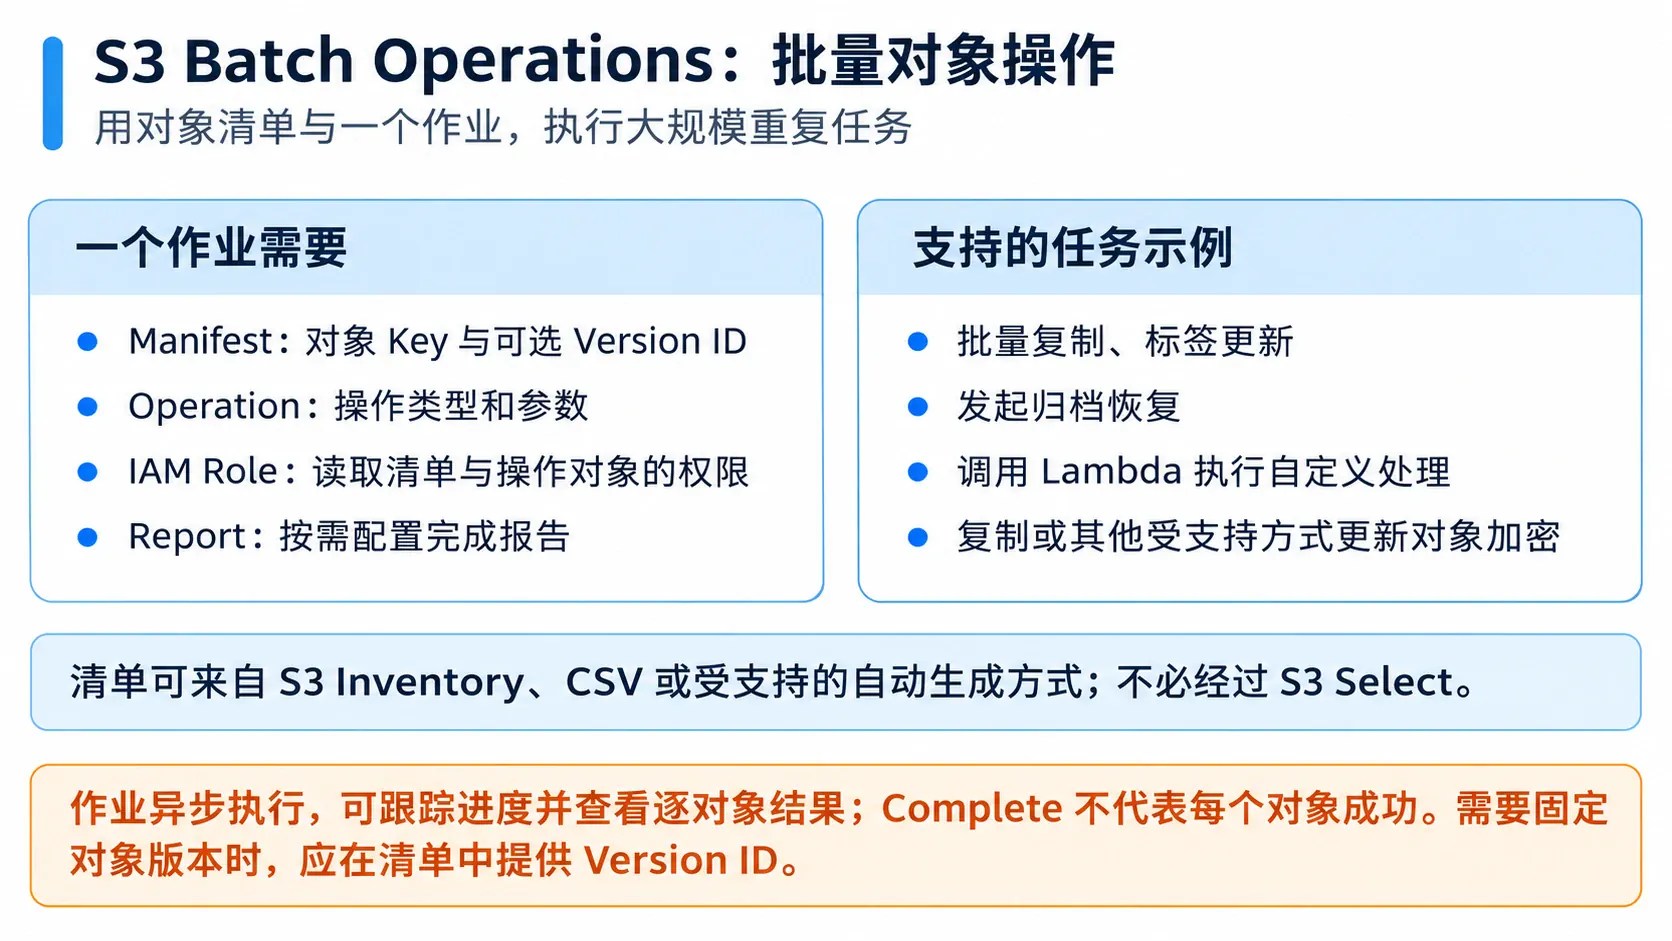 S3 Batch Operations：批量对象操作
用对象清单与一个作业，执行大规模重复任务
一个作业需要
Manifest：对象 Key 与可选 Version ID
Operation：操作类型和参数
IAM Role：读取清单与操作对象的权限
Report：按需配置完成报告
支持的任务示例
批量复制、标签更新
发起归档恢复
调用 Lambda 执行自定义处理
复制或其他受支持方式更新对象加密
清单可来自 S3 Inventory、CSV 或受支持的自动生成方式；不必经过 S3 Select。
作业异步执行，可跟踪进度并查看逐对象结果；Complete 不代表每个对象成功。需要固定
对象版本时，应在清单中提供 Version ID。